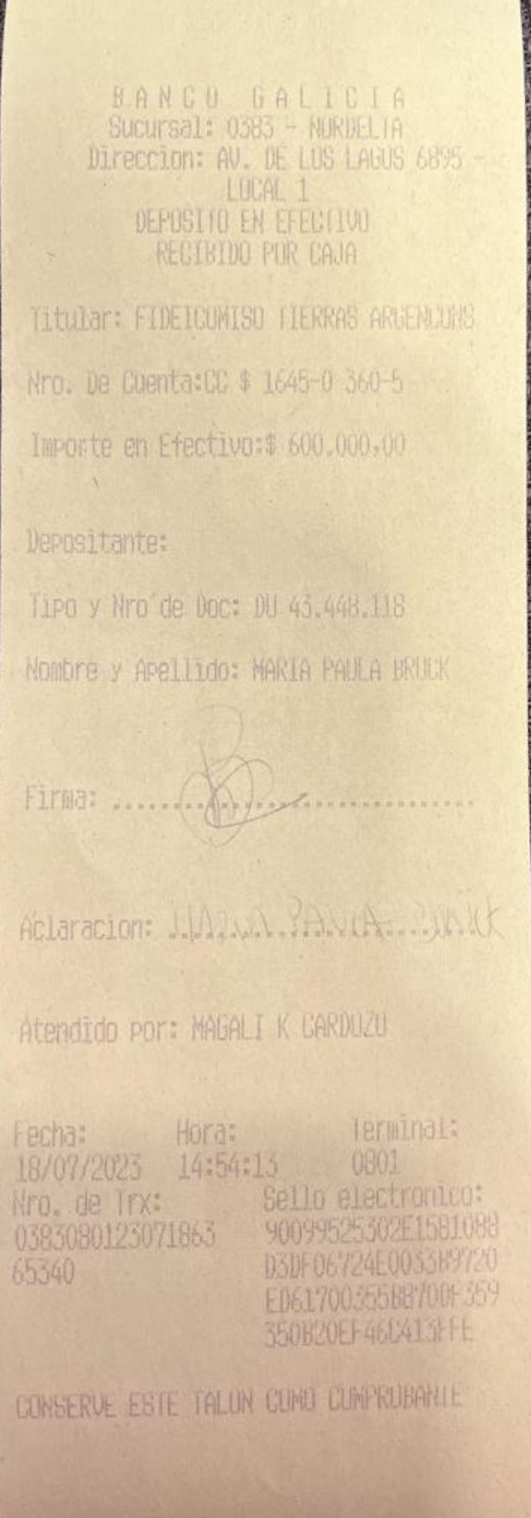 BANCO GALICIA
Sucursal: 0383 - NORDELTA
Direccion: AV. DE LOS LAGOS 6895 -
LOCAL 1
DEPOSITO EN EFECTIVO
RECIBIDO POR CAJA
Titular: FIDEICOMISO TIERRAS ARGENCONS
Nro. De Cuenta:CC $ 1645-0 360-5
Importe en Efectivo:$ 600.000,00
Depositante:
Tipo y Nro de Doc: DU 43.448.118
Nombre y Apellido: MARIA PAULA BRUCK
Firma:
Aclaracion:
Atendido por: MAGALI K CARDOZO
Fecha: Hora: Terminal:
18/07/2023 14:54:13 0801
Nro. de Trx: Sello electronico:
0383080123071863 90099525302E1581088
65340 D3DF06724E0033B9720
ED61700355BB700F359
350B20EF46C413FFE
CONSERVE ESTE TALON COMO COMPROBANTE